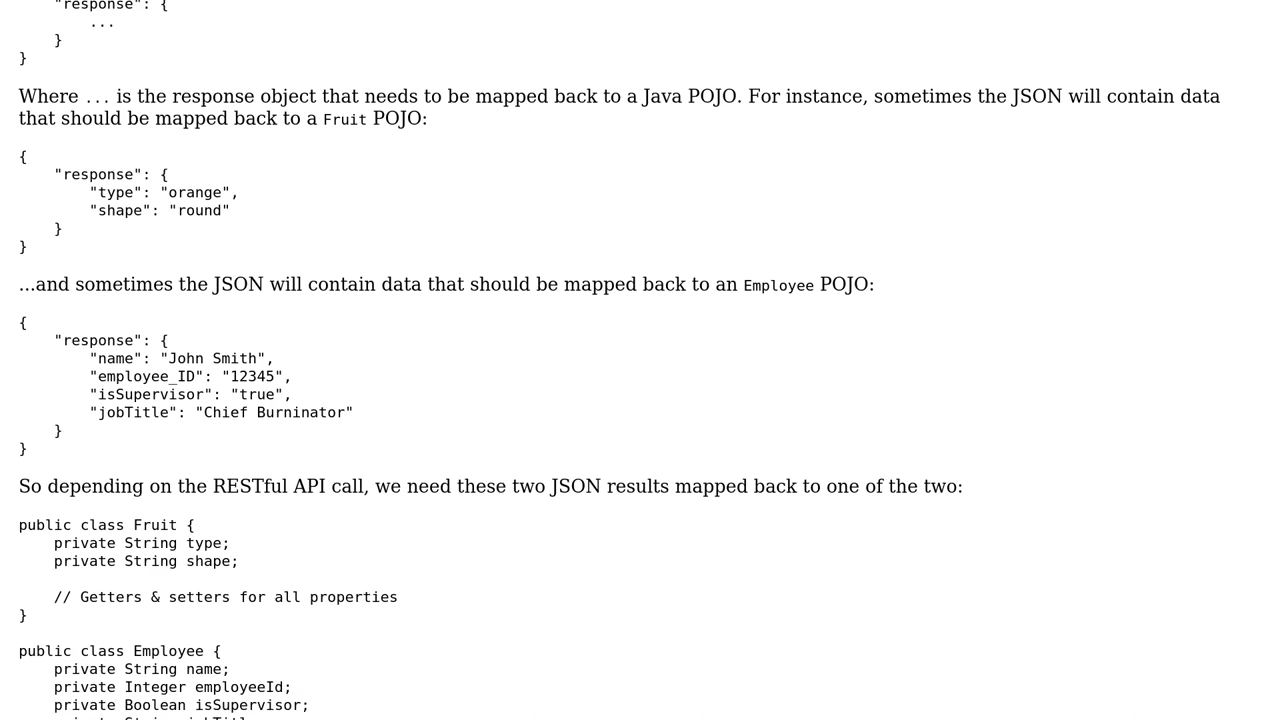 "response": {
        ...
    }
}
Where ... is the response object that needs to be mapped back to a Java POJO. For instance, sometimes the JSON will contain data
that should be mapped back to a Fruit POJO:
{
    "response": {
        "type": "orange",
        "shape": "round"
    }
}
...and sometimes the JSON will contain data that should be mapped back to an Employee POJO:
{
    "response": {
        "name": "John Smith",
        "employee_ID": "12345",
        "isSupervisor": "true",
        "jobTitle": "Chief Burninator"
    }
}
So depending on the RESTful API call, we need these two JSON results mapped back to one of the two:
public class Fruit {
    private String type;
    private String shape;
    // Getters & setters for all properties
}
public class Employee {
    private String name;
    private Integer employeeId;
    private Boolean isSupervisor;